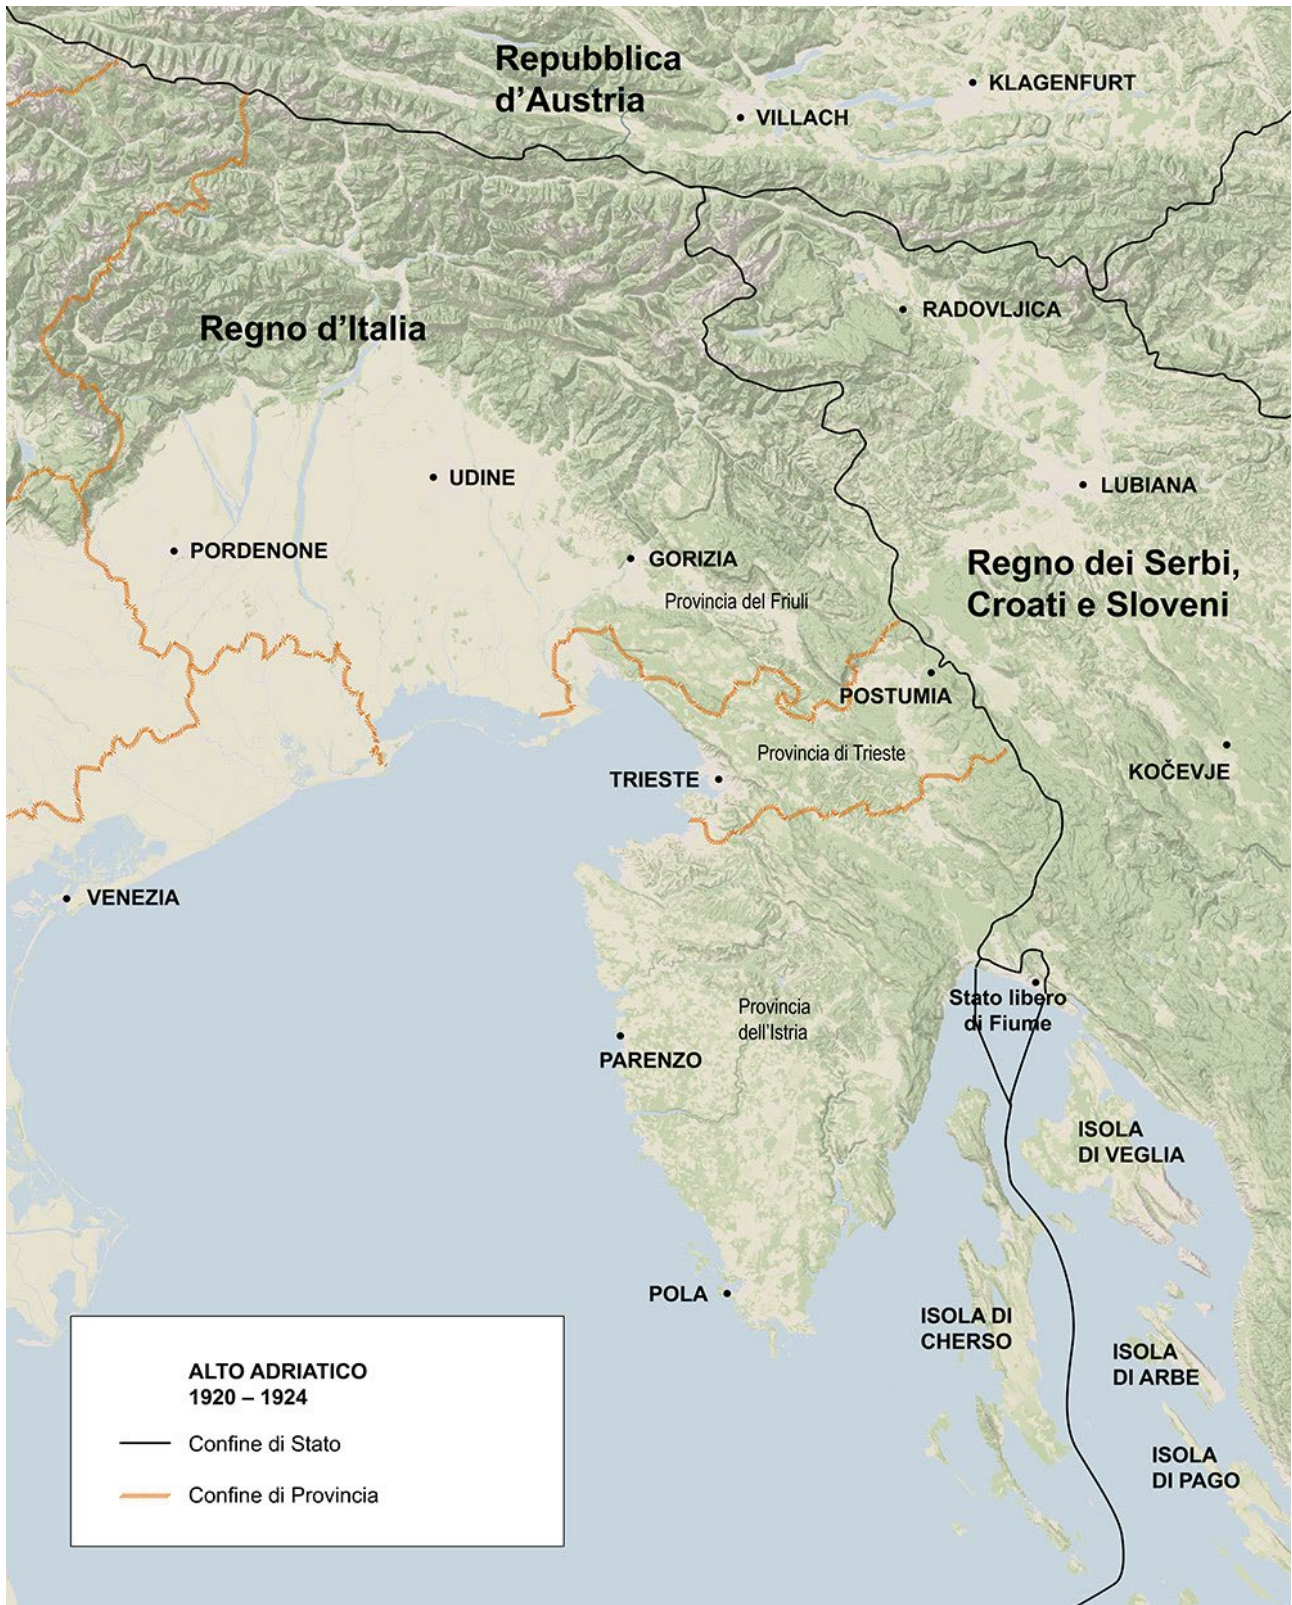 Repubblica
d'Austria
KLAGENFURT
VILLACH
Regno d'Italia
RADOVLJICA
UDINE
LUBIANA
PORDENONE
GORIZIA
Regno dei Serbi,
Croati e Sloveni
Provincia del Friuli
POSTUMIA
Provincia di Trieste
TRIESTE
KOČEVJE
VENEZIA
Stato libero
di Fiume
Provincia
dell'Istria
PARENZO
ISOLA
DI VEGLIA
POLA
ISOLA DI
CHERSO
ISOLA
DI ARBE
ISOLA
DI PAGO
ALTO ADRIATICO
1920 – 1924
Confine di Stato
Confine di Provincia